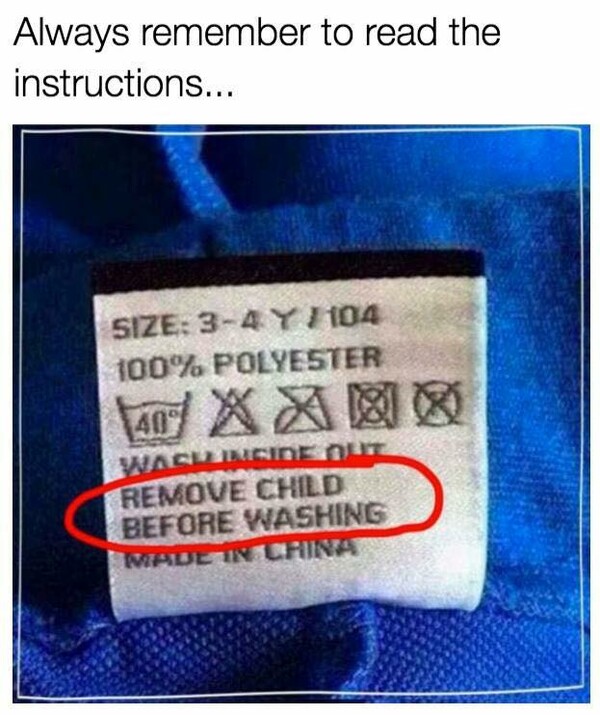 Always remember to read the
instructions...
SIZE: 3-4 Y / 104
100% POLYESTER
40°
WASH INSIDE OUT
REMOVE CHILD
BEFORE WASHING
MADE IN CHINA